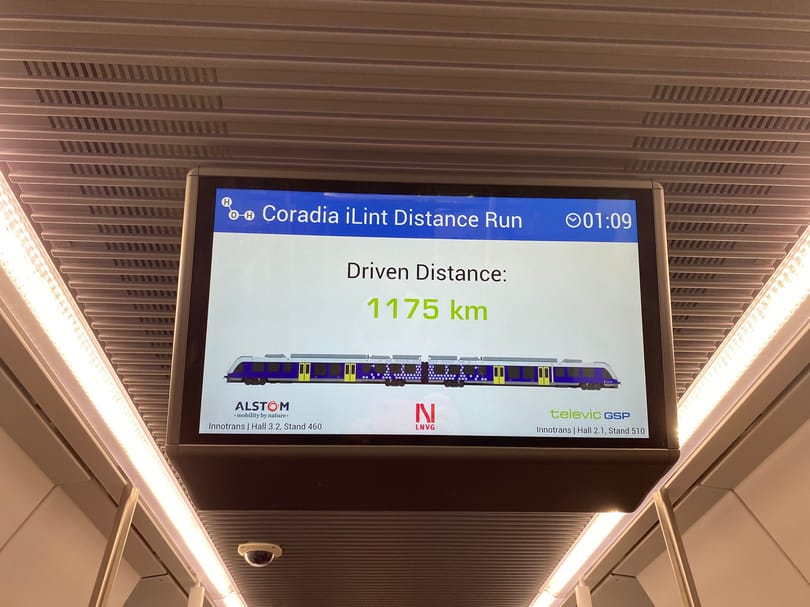 H
O-H
Coradia iLint Distance Run
01:09
Driven Distance:
1175 km
ALSTOM
•mobility by nature•
Innotrans | Hall 3.2, Stand 460
LNVG
televic GSP
Innotrans | Hall 2.1, Stand 510